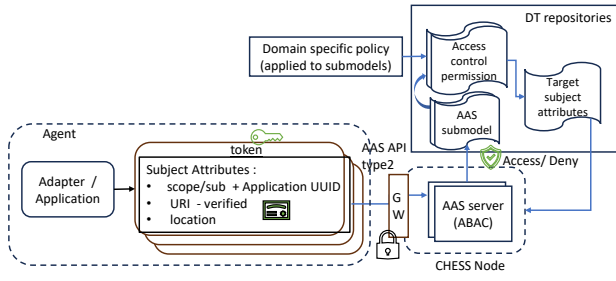 DT repositories
Domain specific policy
(applied to submodels)
Access
control
permission
Target
subject
attributes
AAS
submodel
Agent
token
AAS API
type2
Access/ Deny
Adapter /
Application
Subject Attributes :
• scope/sub + Application UUID
• URI - verified
• location
G
W
AAS server
(ABAC)
CHESS Node